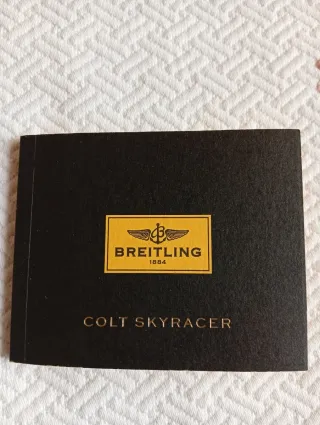 BREITLING
1884
COLT SKYRACER